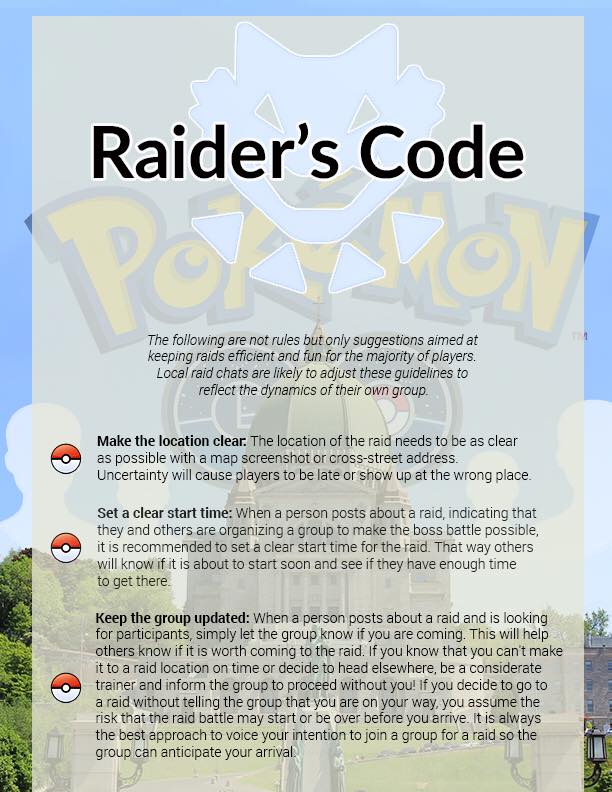 Raider's Code
POKÉMON
TM
GO
The following are not rules but only suggestions aimed at
keeping raids efficient and fun for the majority of players.
Local raid chats are likely to adjust these guidelines to
reflect the dynamics of their own group.
Make the location clear: The location of the raid needs to be as clear
as possible with a map screenshot or cross-street address.
Uncertainty will cause players to be late or show up at the wrong place.
Set a clear start time: When a person posts about a raid, indicating that
they and others are organizing a group to make the boss battle possible,
it is recommended to set a clear start time for the raid. That way others
will know if it is about to start soon and see if they have enough time
to get there.
Keep the group updated: When a person posts about a raid and is looking
for participants, simply let the group know if you are coming. This will help
others know if it is worth coming to the raid. If you know that you can't make
it to a raid location on time or decide to head elsewhere, be a considerate
trainer and inform the group to proceed without you! If you decide to go to
a raid without telling the group that you are on your way, you assume the
risk that the raid battle may start or be over before you arrive. It is always
the best approach to voice your intention to join a group for a raid so the
group can anticipate your arrival.